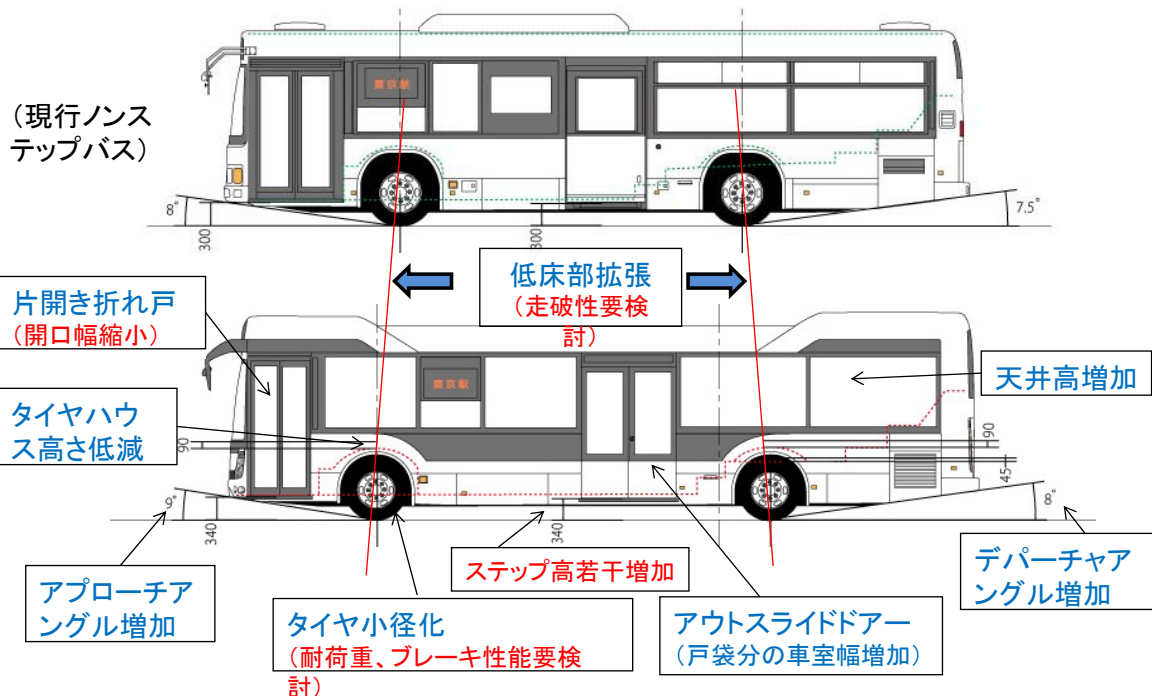 (現行ノンス
テップバス)
東京駅
8°
300
300
7.5°
低床部拡張
(走破性要検
討)
片開き折れ戸
(開口幅縮小)
天井高増加
東京駅
タイヤハウ
ス高さ低減
90
90
45
9°
340
340
8°
ステップ高若干増加
アプローチア
ングル増加
タイヤ小径化
(耐荷重、ブレーキ性能要検
討)
アウトスライドドアー
(戸袋分の車室幅増加)
デパーチャア
ングル増加